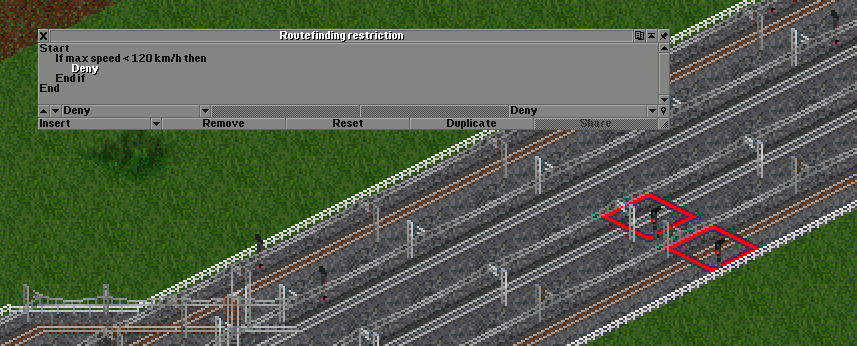 Routefinding restriction
Start
If max speed < 120 km/h then
Deny
End if
End
Deny Deny
Insert Remove Reset Duplicate Share